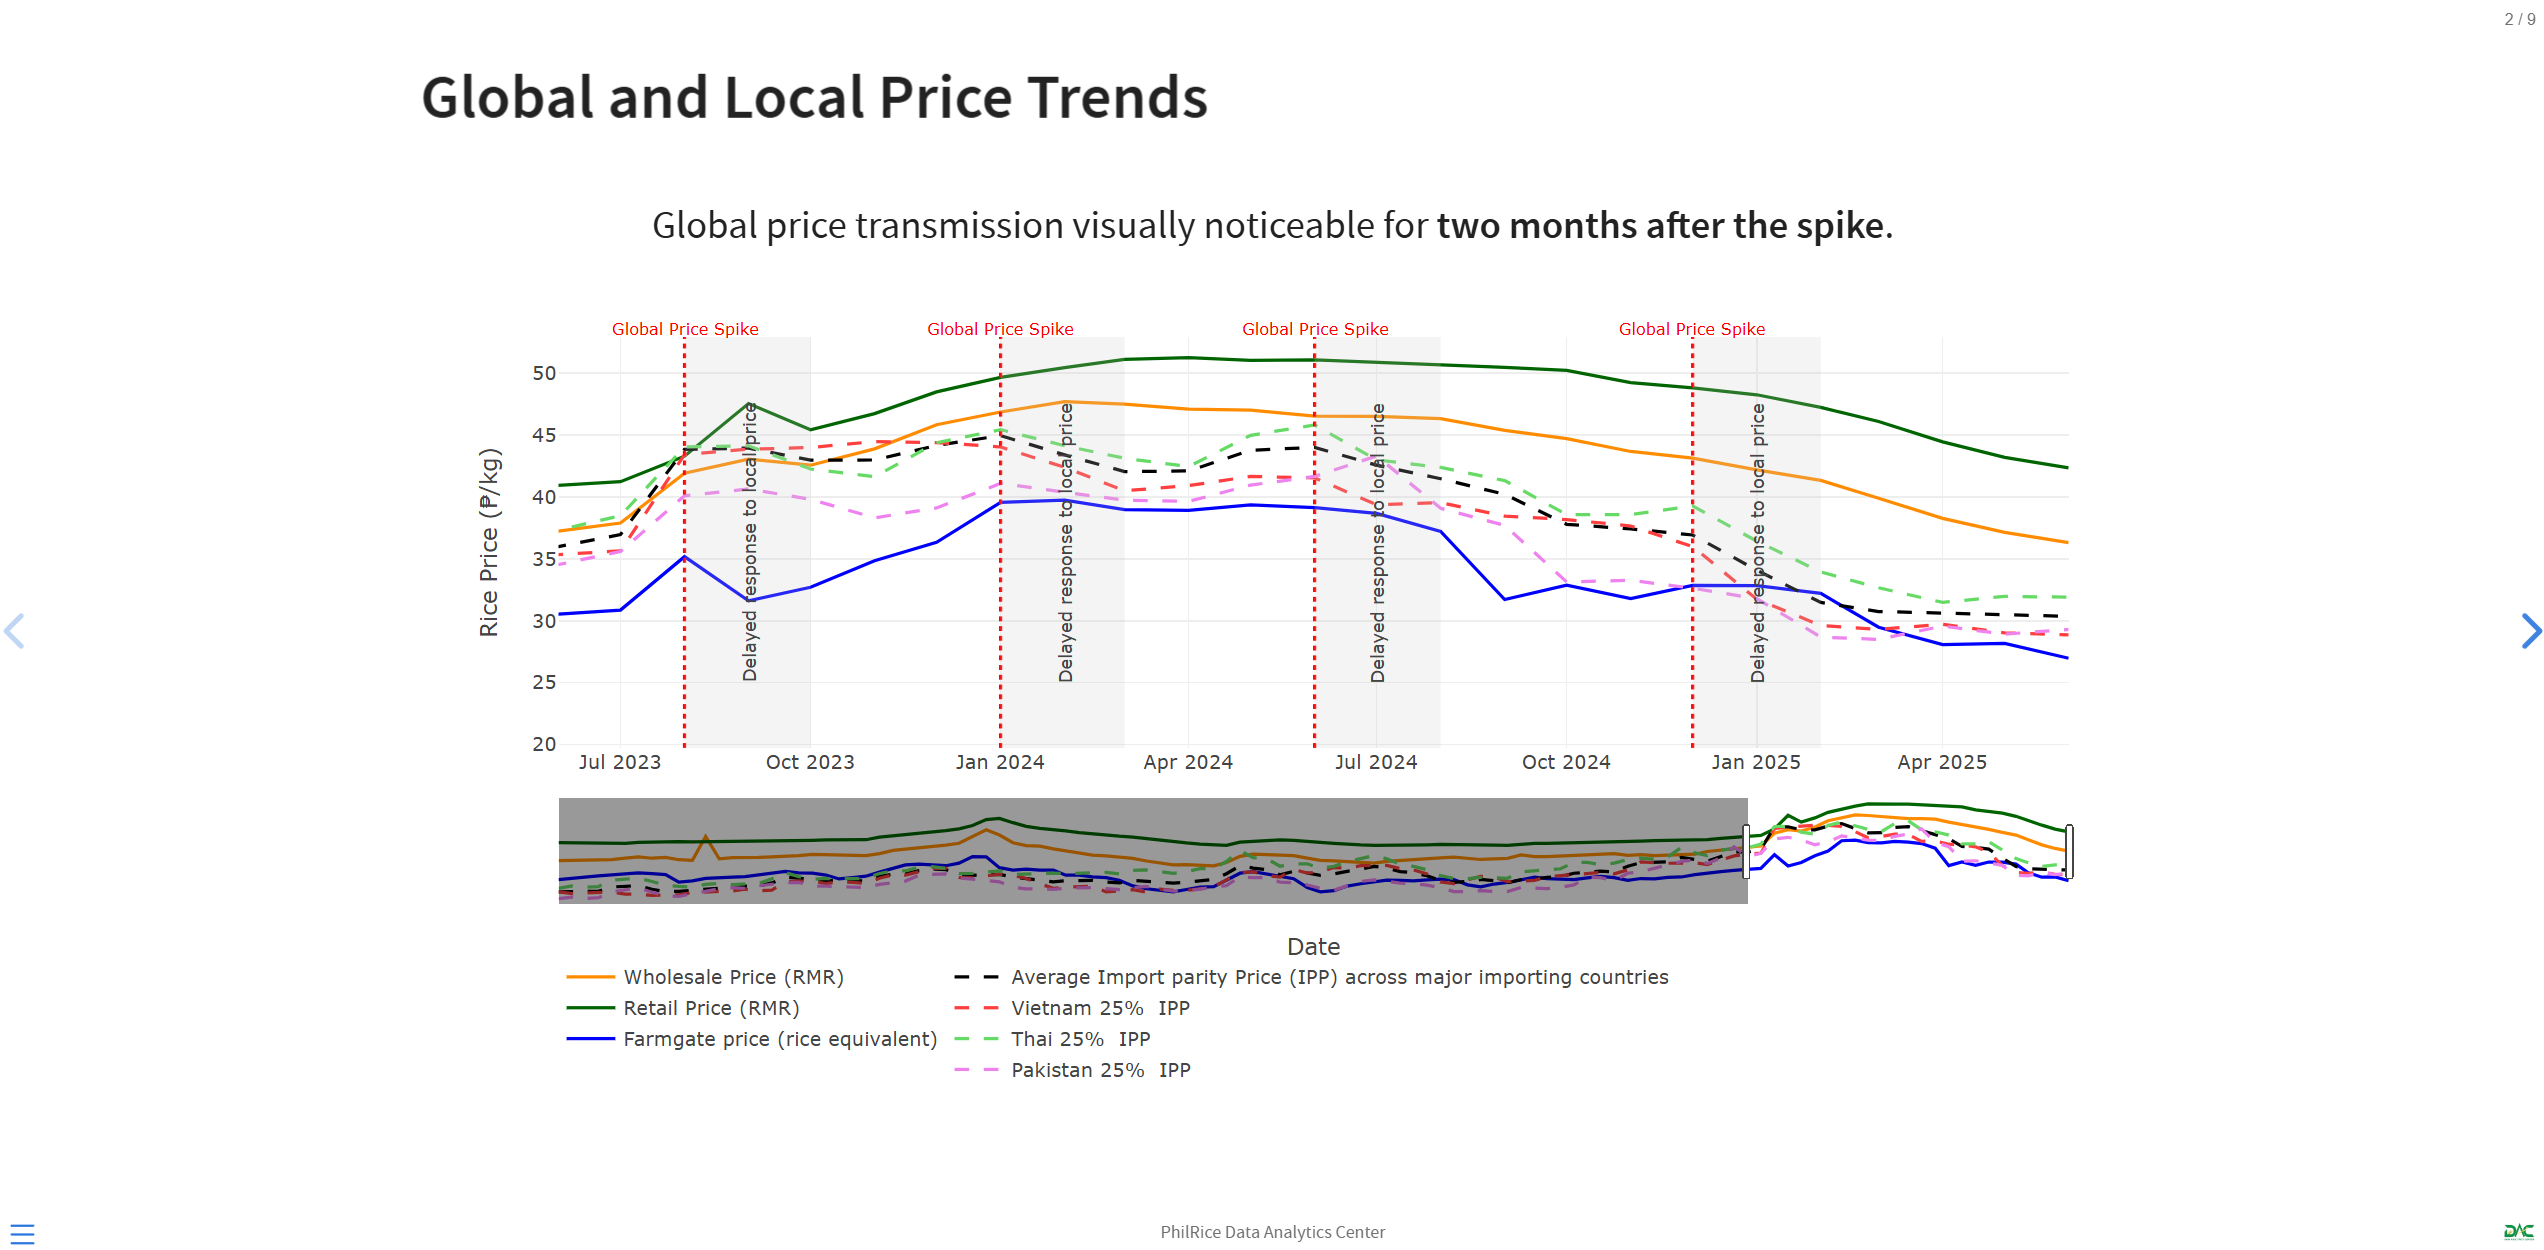 2 / 9
Global and Local Price Trends
Global price transmission visually noticeable for two months after the spike.
Global Price Spike
Global Price Spike
Global Price Spike
Global Price Spike
Rice Price (₱/kg)
50
45
40
35
30
25
20
Delayed response to local price
Delayed response to local price
Delayed response to local price
Delayed response to local price
Jul 2023
Oct 2023
Jan 2024
Apr 2024
Jul 2024
Oct 2024
Jan 2025
Apr 2025
Date
Wholesale Price (RMR)
Retail Price (RMR)
Farmgate price (rice equivalent)
Average Import parity Price (IPP) across major importing countries
Vietnam 25% IPP
Thai 25% IPP
Pakistan 25% IPP
PhilRice Data Analytics Center
DAC